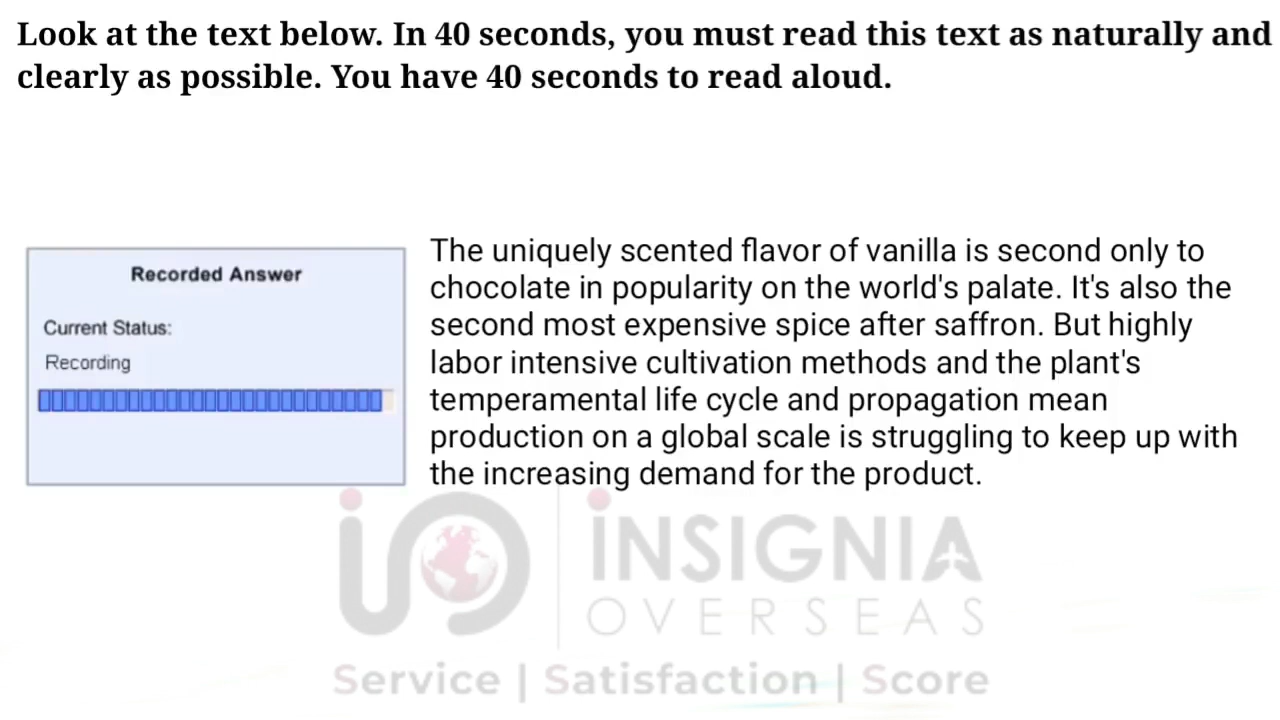 Look at the text below. In 40 seconds, you must read this text as naturally and
clearly as possible. You have 40 seconds to read aloud.
Recorded Answer
Current Status:
Recording
The uniquely scented flavor of vanilla is second only to
chocolate in popularity on the world's palate. It's also the
second most expensive spice after saffron. But highly
labor intensive cultivation methods and the plant's
temperamental life cycle and propagation mean
production on a global scale is struggling to keep up with
the increasing demand for the product.
INSIGNIA
OVERSEAS
Service | Satisfaction | Score